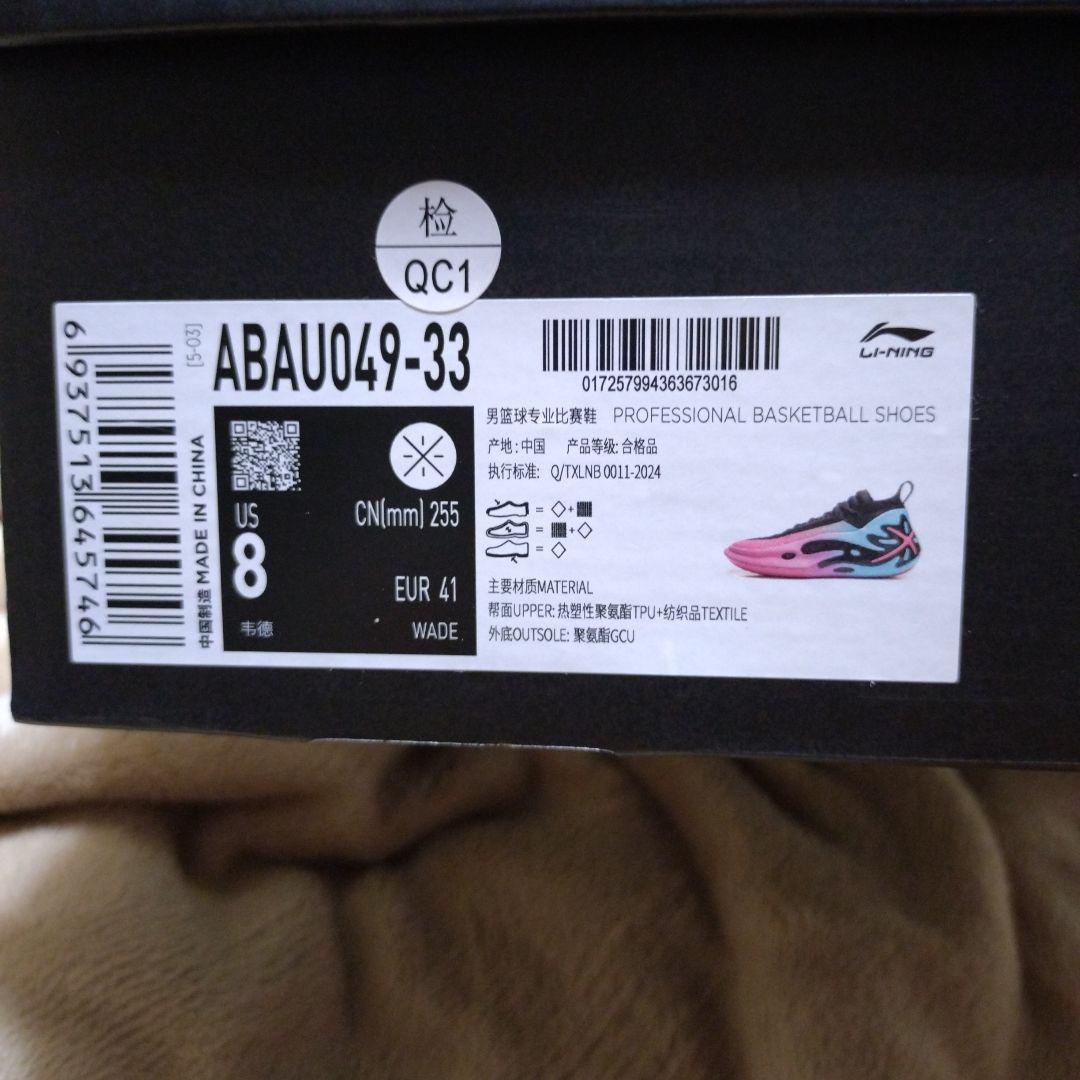 检
QC1
6937513645746
[5-03]
中国制造 MADE IN CHINA
ABAU049-33
017257994363673016
LI-NING
US
8
韦德
CN(mm) 255
EUR 41
WADE
男篮球专业比赛鞋 PROFESSIONAL BASKETBALL SHOES
产地: 中国 产品等级: 合格品
执行标准: Q/TXLNB 0011-2024
= ◇+
= +◇
= ◇
主要材质MATERIAL
帮面UPPER: 热塑性聚氨酯TPU+纺织品TEXTILE
外底OUTSOLE: 聚氨酯GCU